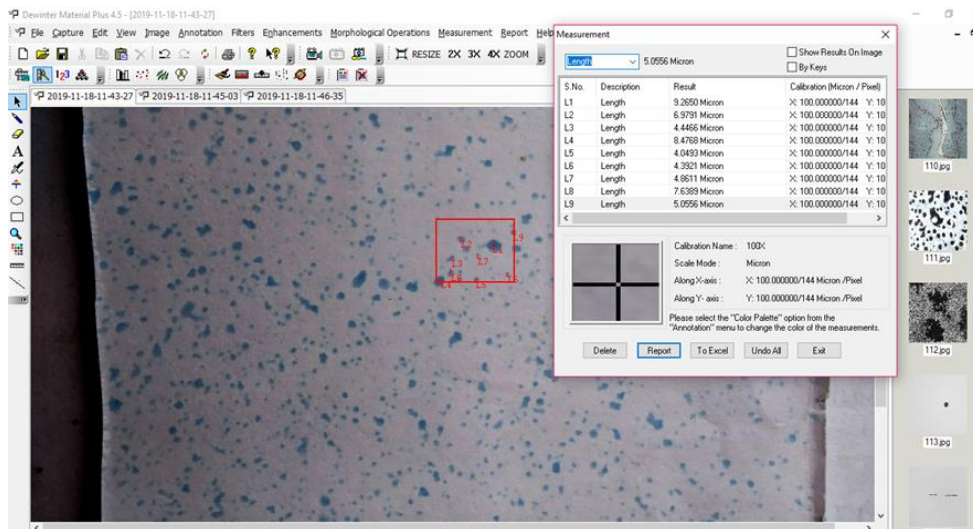 Dewinter Material Plus 4.5 - [2019-11-18-11-43-27]
File Capture Edit View Image Annotation Filters Enhancements Morphological Operations Measurement Report Help
RESIZE 2X 3X 4X ZOOM
123
2019-11-18-11-43-27 2019-11-18-11-45-03 2019-11-18-11-46-35
A
Measurement
Length 5.0556 Micron
Show Results On Image
By Keys
S.No. Description Result Calibration (Micron / Pixel)
L1 Length 9.2650 Micron X: 100.000000/144 Y: 10
L2 Length 6.9791 Micron X: 100.000000/144 Y: 10
L3 Length 4.4466 Micron X: 100.000000/144 Y: 10
L4 Length 8.4768 Micron X: 100.000000/144 Y: 10
L5 Length 4.0493 Micron X: 100.000000/144 Y: 10
L6 Length 4.3921 Micron X: 100.000000/144 Y: 10
L7 Length 4.8611 Micron X: 100.000000/144 Y: 10
L8 Length 7.6389 Micron X: 100.000000/144 Y: 10
L9 Length 5.0556 Micron X: 100.000000/144 Y: 10
Calibration Name : 100X
Scale Mode : Micron
Along X-axis : X: 100.000000/144 Micron /Pixel
Along Y- axis : Y: 100.000000/144 Micron /Pixel
Please select the "Color Palette" option from the
"Annotation" menu to change the color of the measurements.
Delete Report To Excel Undo All Exit
110.jpg
111.jpg
112.jpg
113.jpg
L9
L2 L1
L3 L7
L4 L5